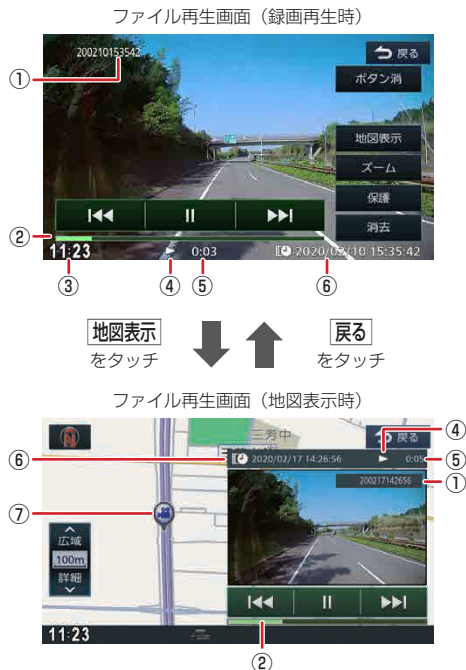 ファイル再生画面（録画再生時）
200210153542
戻る
①
ボタン消
地図表示
ズーム
保護
消去
②
11:23
0:03
2020/02/10 15:35:42
③
④
⑤
⑥
地図表示
をタッチ
戻る
をタッチ
ファイル再生画面（地図表示時）
三芳中
戻る
④
⑥
2020/02/17 14:26:56
0:05
⑤
200217142656
①
⑦
広域
100m
詳細
11:23
②